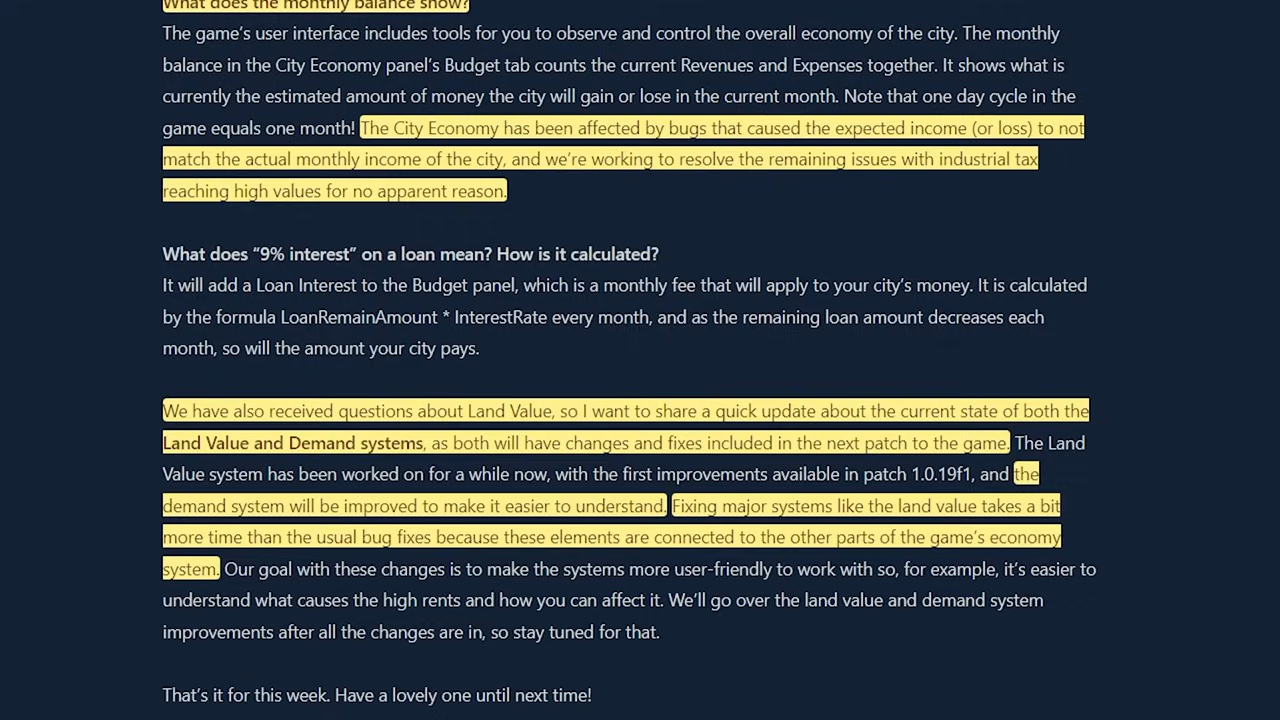 What does the monthly balance show?
The game’s user interface includes tools for you to observe and control the overall economy of the city. The monthly
balance in the City Economy panel’s Budget tab counts the current Revenues and Expenses together. It shows what is
currently the estimated amount of money the city will gain or lose in the current month. Note that one day cycle in the
game equals one month! The City Economy has been affected by bugs that caused the expected income (or loss) to not
match the actual monthly income of the city, and we’re working to resolve the remaining issues with industrial tax
reaching high values for no apparent reason.
What does “9% interest” on a loan mean? How is it calculated?
It will add a Loan Interest to the Budget panel, which is a monthly fee that will apply to your city’s money. It is calculated
by the formula LoanRemainAmount * InterestRate every month, and as the remaining loan amount decreases each
month, so will the amount your city pays.
We have also received questions about Land Value, so I want to share a quick update about the current state of both the
Land Value and Demand systems, as both will have changes and fixes included in the next patch to the game. The Land
Value system has been worked on for a while now, with the first improvements available in patch 1.0.19f1, and the
demand system will be improved to make it easier to understand. Fixing major systems like the land value takes a bit
more time than the usual bug fixes because these elements are connected to the other parts of the game’s economy
system. Our goal with these changes is to make the systems more user-friendly to work with so, for example, it’s easier to
understand what causes the high rents and how you can affect it. We’ll go over the land value and demand system
improvements after all the changes are in, so stay tuned for that.
That’s it for this week. Have a lovely one until next time!